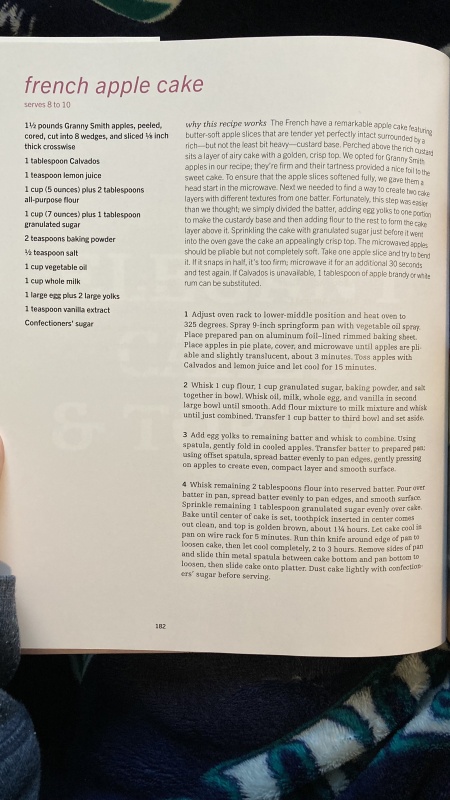 french apple cake
serves 8 to 10
1½ pounds Granny Smith apples, peeled,
cored, cut into 8 wedges, and sliced ⅛ inch
thick crosswise
1 tablespoon Calvados
1 teaspoon lemon juice
1 cup (5 ounces) plus 2 tablespoons
all-purpose flour
1 cup (7 ounces) plus 1 tablespoon
granulated sugar
2 teaspoons baking powder
½ teaspoon salt
1 cup vegetable oil
1 cup whole milk
1 large egg plus 2 large yolks
1 teaspoon vanilla extract
Confectioners' sugar
why this recipe works The French have a remarkable apple cake featuring
butter-soft apple slices that are tender yet perfectly intact surrounded by a
rich—but not the least bit heavy—custard base. Perched above the rich custard
sits a layer of airy cake with a golden, crisp top. We opted for Granny Smith
apples in our recipe; they're firm and their tartness provided a nice foil to the
sweet cake. To ensure that the apple slices softened fully, we gave them a
head start in the microwave. Next we needed to find a way to create two cake
layers with different textures from one batter. Fortunately, this step was easier
than we thought; we simply divided the batter, adding egg yolks to one portion
to make the custardy base and then adding flour to the rest to form the cake
layer above it. Sprinkling the cake with granulated sugar just before it went
into the oven gave the cake an appealingly crisp top. The microwaved apples
should be pliable but not completely soft. Take one apple slice and try to bend
it. If it snaps in half, it's too firm; microwave it for an additional 30 seconds
and test again. If Calvados is unavailable, 1 tablespoon of apple brandy or white
rum can be substituted.
1 Adjust oven rack to lower-middle position and heat oven to
325 degrees. Spray 9-inch springform pan with vegetable oil spray.
Place prepared pan on aluminum foil–lined rimmed baking sheet.
Place apples in pie plate, cover, and microwave until apples are pli-
able and slightly translucent, about 3 minutes. Toss apples with
Calvados and lemon juice and let cool for 15 minutes.
2 Whisk 1 cup flour, 1 cup granulated sugar, baking powder, and salt
together in bowl. Whisk oil, milk, whole egg, and vanilla in second
large bowl until smooth. Add flour mixture to milk mixture and whisk
until just combined. Transfer 1 cup batter to third bowl and set aside.
3 Add egg yolks to remaining batter and whisk to combine. Using
spatula, gently fold in cooled apples. Transfer batter to prepared pan;
using offset spatula, spread batter evenly to pan edges, gently pressing
on apples to create even, compact layer and smooth surface.
4 Whisk remaining 2 tablespoons flour into reserved batter. Pour over
batter in pan, spread batter evenly to pan edges, and smooth surface.
Sprinkle remaining 1 tablespoon granulated sugar evenly over cake.
Bake until center of cake is set, toothpick inserted in center comes
out clean, and top is golden brown, about 1¼ hours. Let cake cool in
pan on wire rack for 5 minutes. Run thin knife around edge of pan to
loosen cake, then let cool completely, 2 to 3 hours. Remove sides of pan
and slide thin metal spatula between cake bottom and pan bottom to
loosen, then slide cake onto platter. Dust cake lightly with confection-
ers' sugar before serving.
182